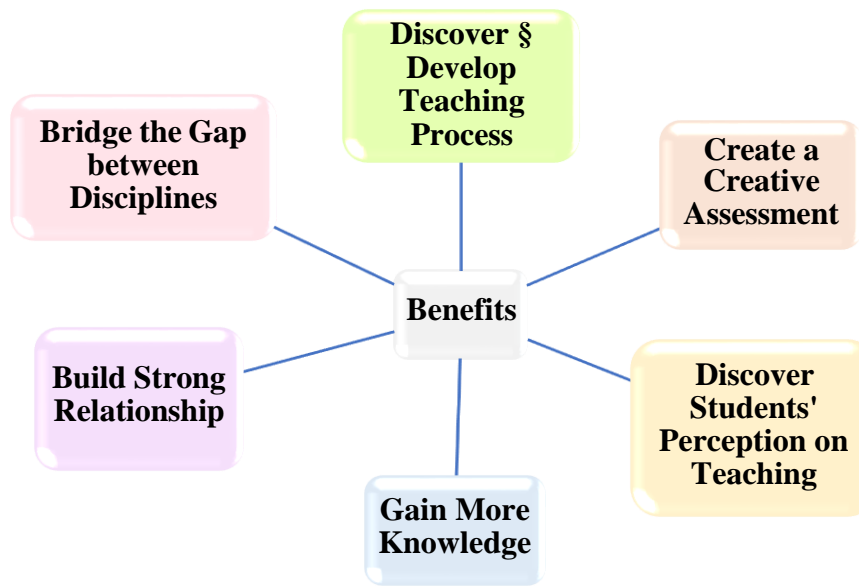 Discover §
Develop
Teaching
Process
Bridge the Gap
between
Disciplines
Create a
Creative
Assessment
Benefits
Build Strong
Relationship
Discover
Students'
Perception on
Teaching
Gain More
Knowledge